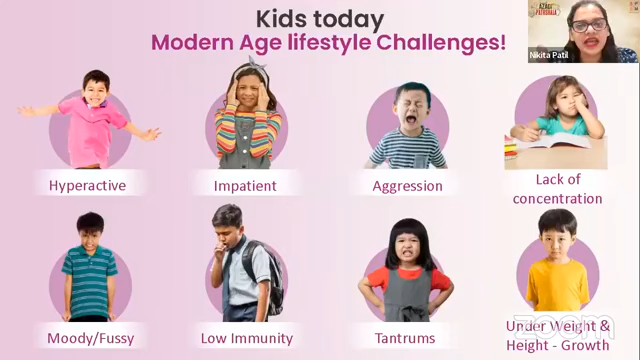 Kids today
Modern Age lifestyle Challenges!
Nikita Patil
Hyperactive
Impatient
Aggression
Lack of
concentration
Moody/Fussy
Low Immunity
Tantrums
Under Weight &
Height - Growth
zoom